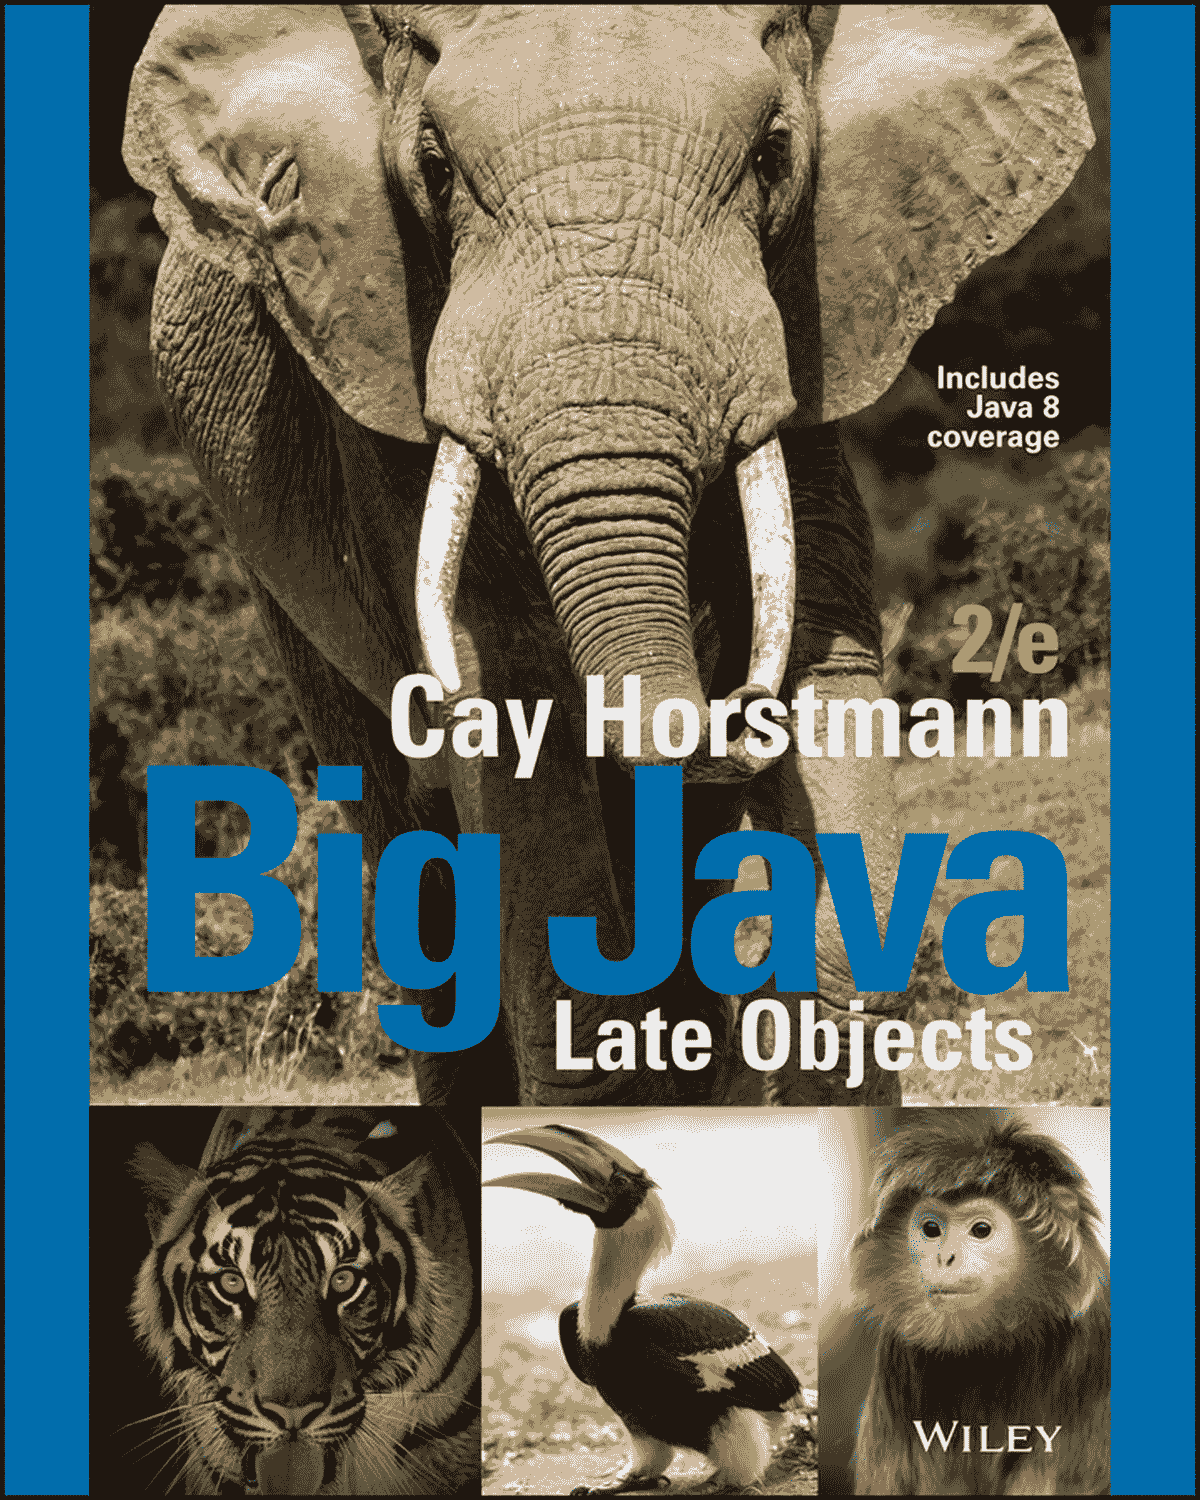 Includes
Java 8
coverage
2/e
Cay Horstmann
Big Java
Late Objects
WILEY